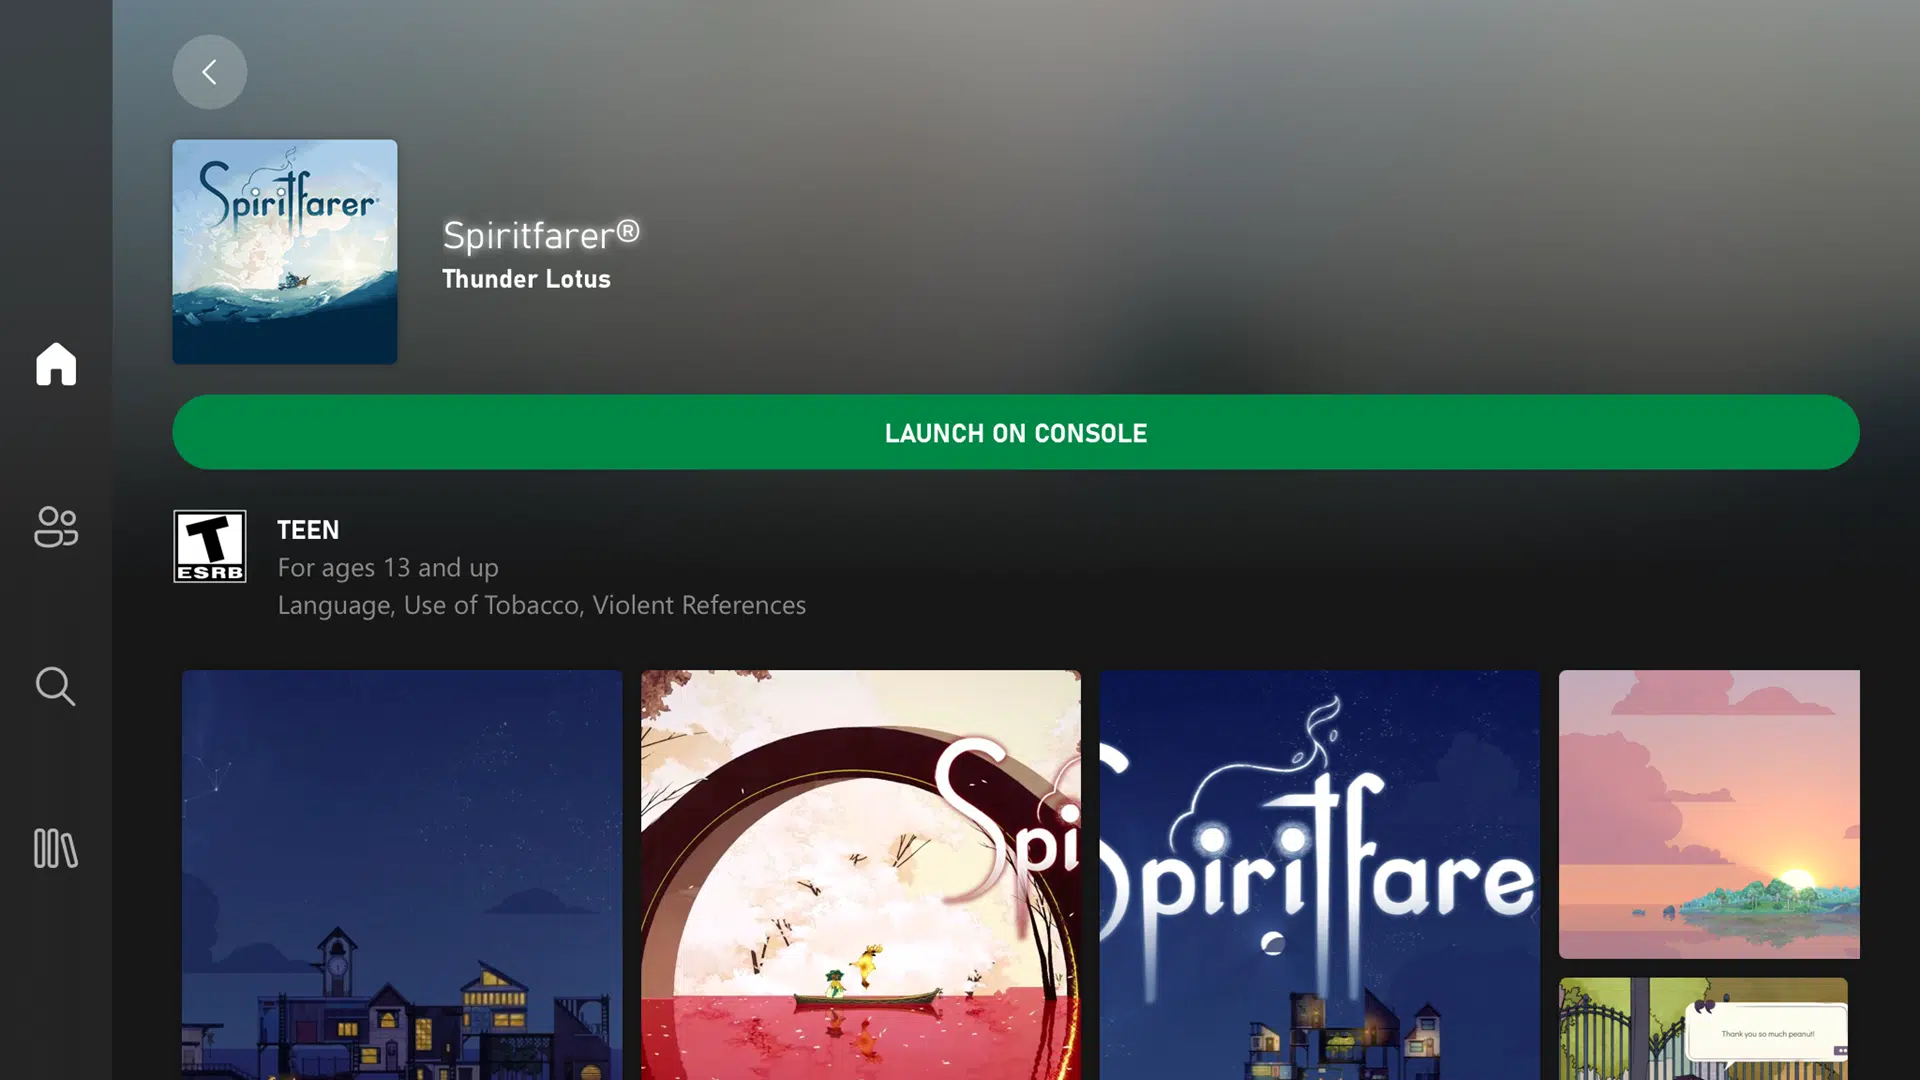 Spiritfarer
Spiritfarer®
Thunder Lotus
LAUNCH ON CONSOLE
T
ESRB
TEEN
For ages 13 and up
Language, Use of Tobacco, Violent References
Spi
Spiritfare
Thank you so much peanut!